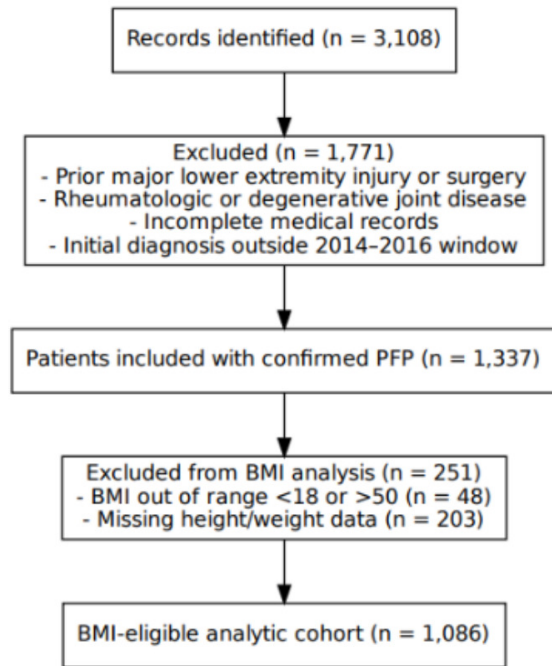 Records identified (n = 3,108)
Excluded (n = 1,771)
- Prior major lower extremity injury or surgery
- Rheumatologic or degenerative joint disease
- Incomplete medical records
- Initial diagnosis outside 2014–2016 window
Patients included with confirmed PFP (n = 1,337)
Excluded from BMI analysis (n = 251)
- BMI out of range <18 or >50 (n = 48)
- Missing height/weight data (n = 203)
BMI-eligible analytic cohort (n = 1,086)